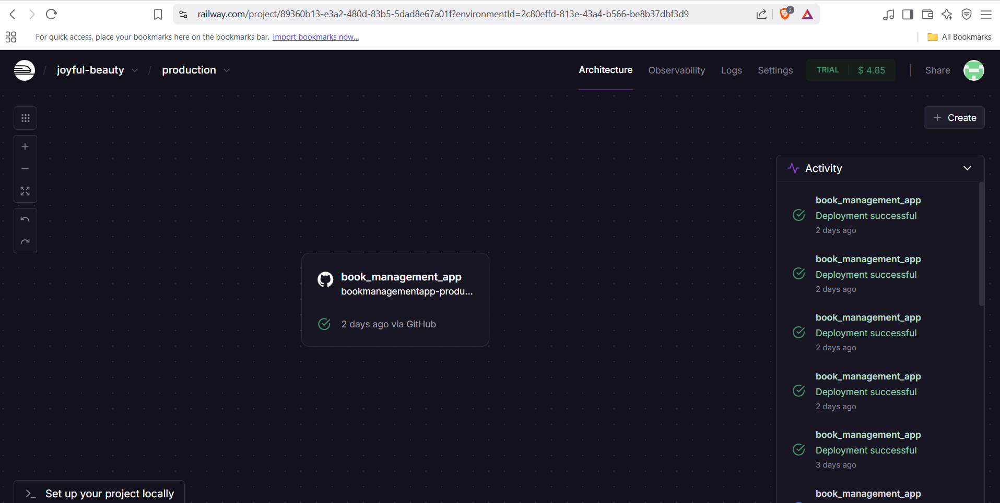 railway.com/project/89360b13-e3a2-480d-83b5-5dad8e67a01f?environmentId=2c80effd-813e-43a4-b566-be8b37dbf3d9
2
For quick access, place your bookmarks here on the bookmarks bar. Import bookmarks now...
All Bookmarks
/ joyful-beauty / production
Architecture
Observability
Logs
Settings
TRIAL
$ 4.85
Share
Create
Activity
book_management_app
Deployment successful
2 days ago
book_management_app
Deployment successful
2 days ago
book_management_app
Deployment successful
2 days ago
book_management_app
Deployment successful
2 days ago
book_management_app
Deployment successful
3 days ago
book_management_app
book_management_app
bookmanagementapp-produ...
2 days ago via GitHub
Set up your project locally